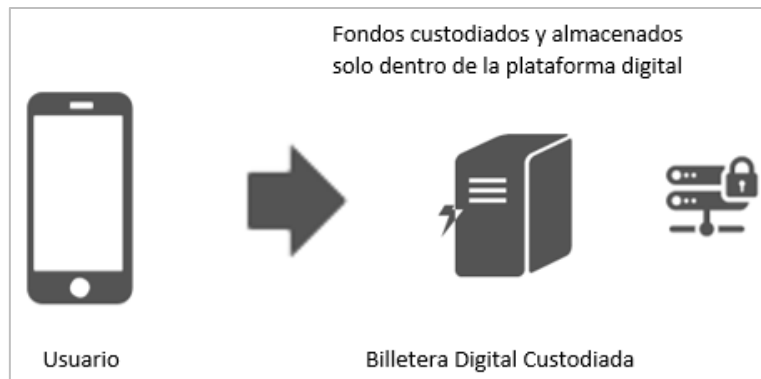 Fondos custodiados y almacenados
solo dentro de la plataforma digital
Usuario
Billetera Digital Custodiada